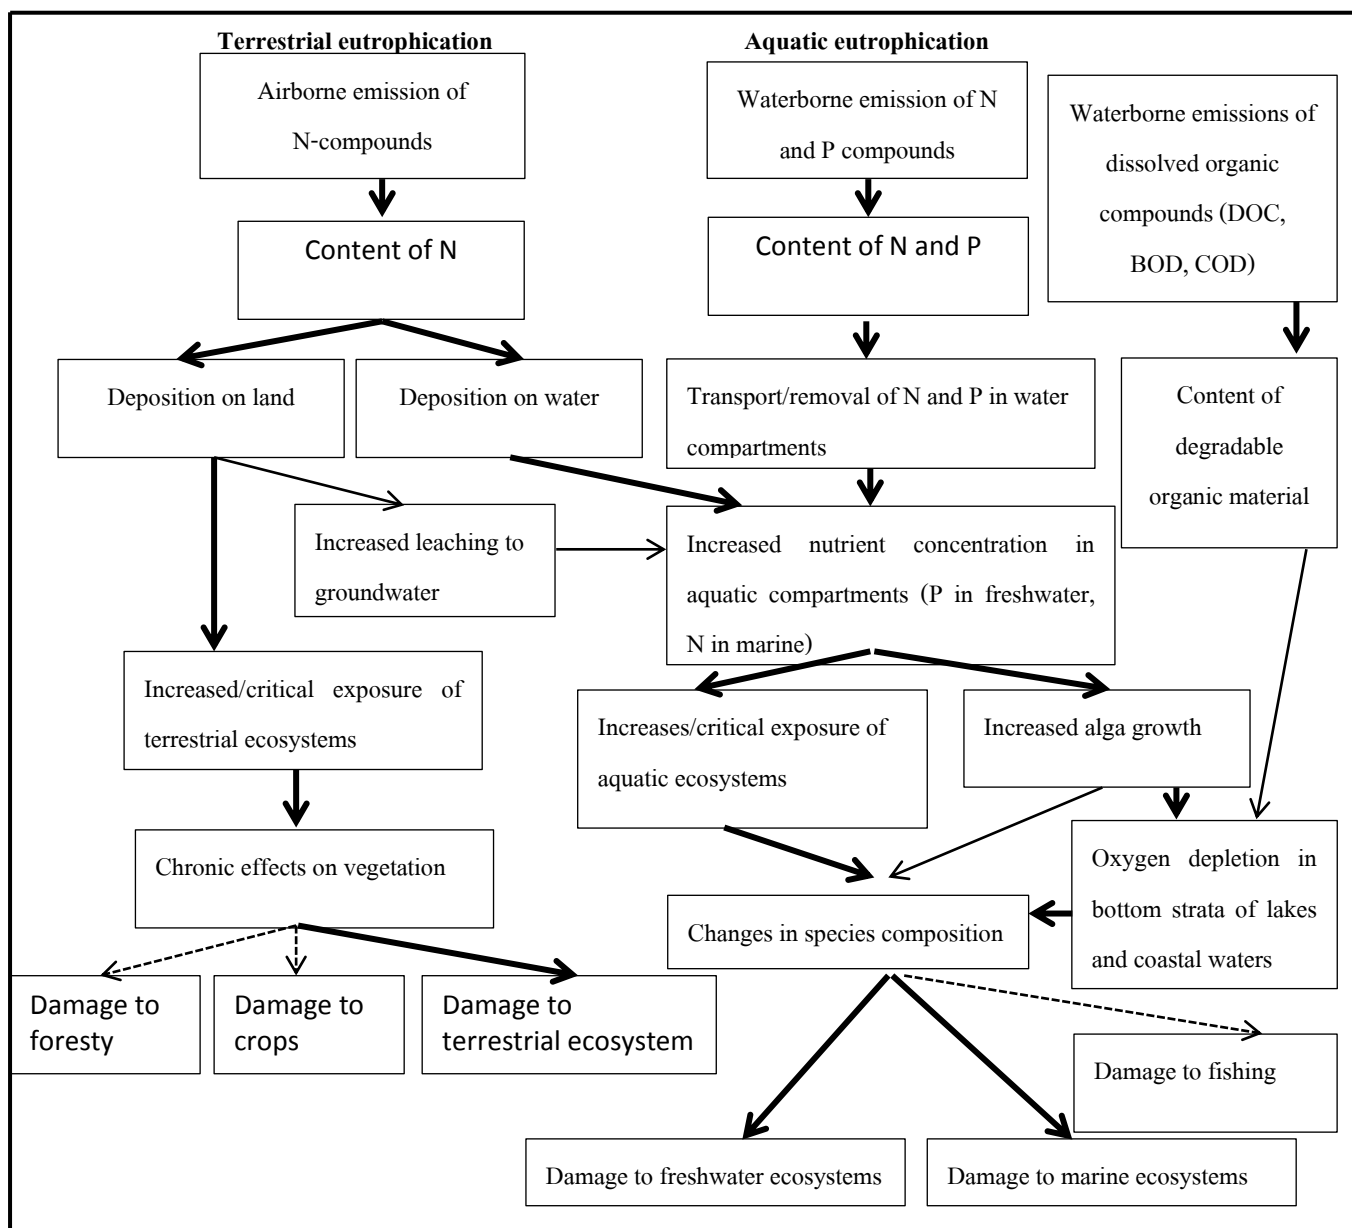 Terrestrial eutrophication
Aquatic eutrophication
Airborne emission of
N-compounds
Waterborne emission of N
and P compounds
Waterborne emissions of
dissolved organic
compounds (DOC,
BOD, COD)
Content of N
Content of N and P
Deposition on land
Deposition on water
Transport/removal of N and P in water
compartments
Content of
degradable
organic material
Increased leaching to
groundwater
Increased nutrient concentration in
aquatic compartments (P in freshwater,
N in marine)
Increased/critical exposure of
terrestrial ecosystems
Increases/critical exposure of
aquatic ecosystems
Increased alga growth
Chronic effects on vegetation
Oxygen depletion in
bottom strata of lakes
and coastal waters
Changes in species composition
Damage to
foresty
Damage to
crops
Damage to
terrestrial ecosystem
Damage to fishing
Damage to freshwater ecosystems
Damage to marine ecosystems